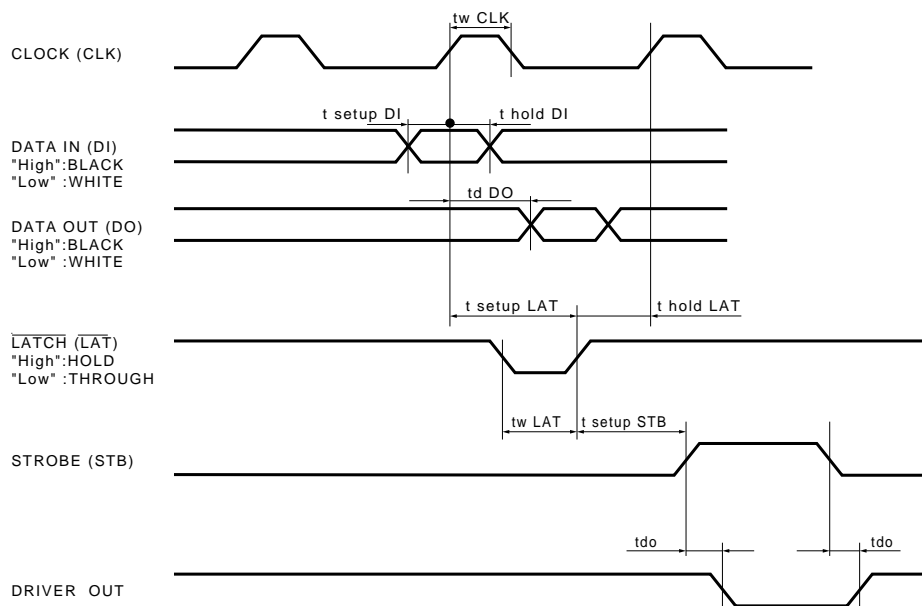 tw CLK
CLOCK (CLK)
t setup DI
t hold DI
DATA IN (DI)
"High":BLACK
"Low" :WHITE
td DO
DATA OUT (DO)
"High":BLACK
"Low" :WHITE
t setup LAT
t hold LAT
LATCH (LAT)
"High":HOLD
"Low" :THROUGH
tw LAT
t setup STB
STROBE (STB)
tdo
tdo
DRIVER OUT